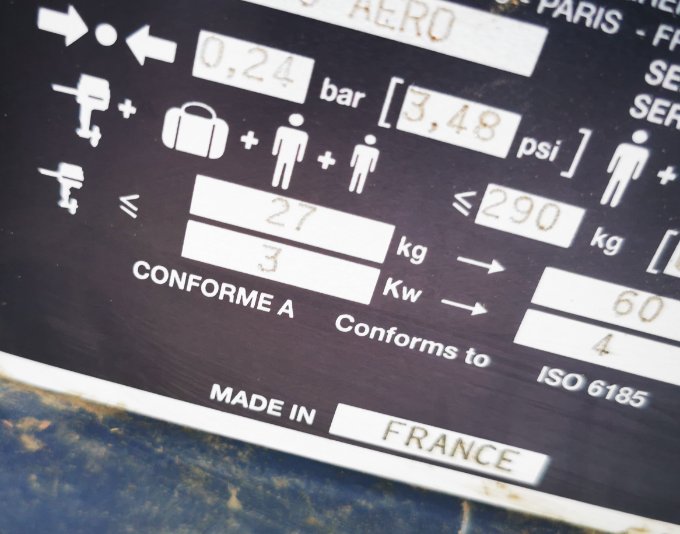 AERO
PARIS - F
SE
0,24 bar [3,48 psi]
SER
+ + + +
≤ 290 kg [
≤ 27 kg → 60
3 Kw → 4
CONFORME A Conforms to ISO 6185
MADE IN FRANCE